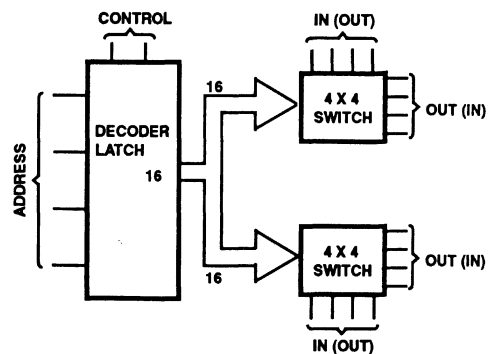 CONTROL
IN (OUT)
16
4 X 4
SWITCH
OUT (IN)
DECODER
LATCH
16
ADDRESS
16
4 X 4
SWITCH
OUT (IN)
IN (OUT)